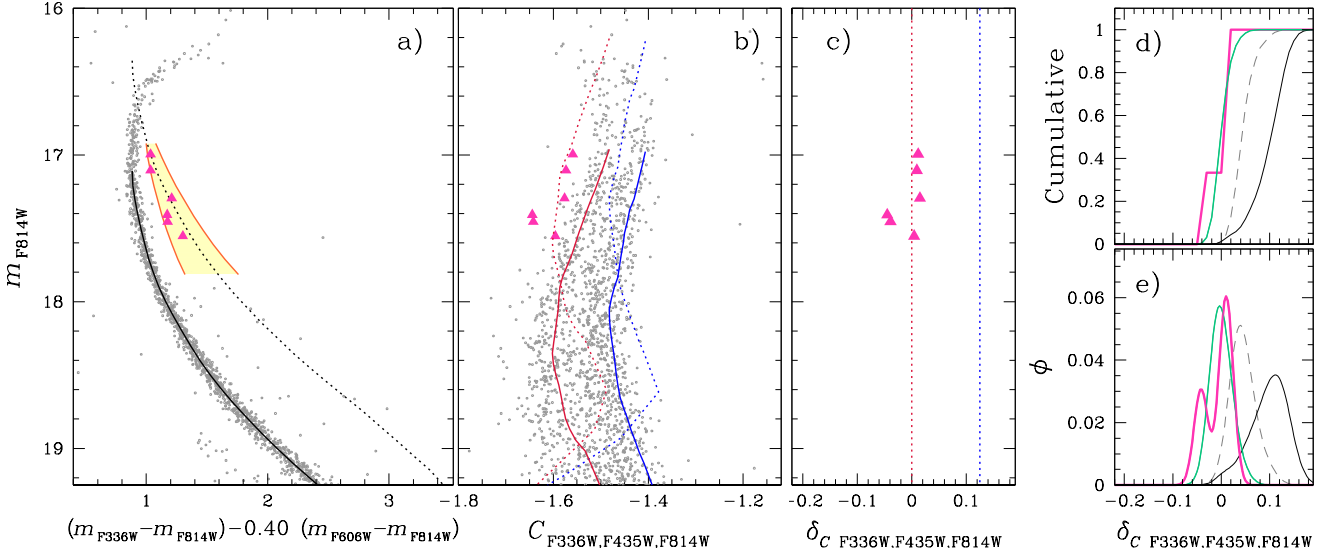 a)
b)
c)
d)
e)
m F814W
16
17
18
19
1
2
3
(m F336W − m F814W) − 0.40 (m F606W − m F814W)
−1.8
−1.6
−1.4
−1.2
C F336W,F435W,F814W
−0.2
−0.1
0
0.1
δ C F336W,F435W,F814W
Cumulative
1
0.8
0.6
0.4
0.2
0
ϕ
0.06
0.04
0.02
0
−0.2
−0.1
0
0.1
δ C F336W,F435W,F814W